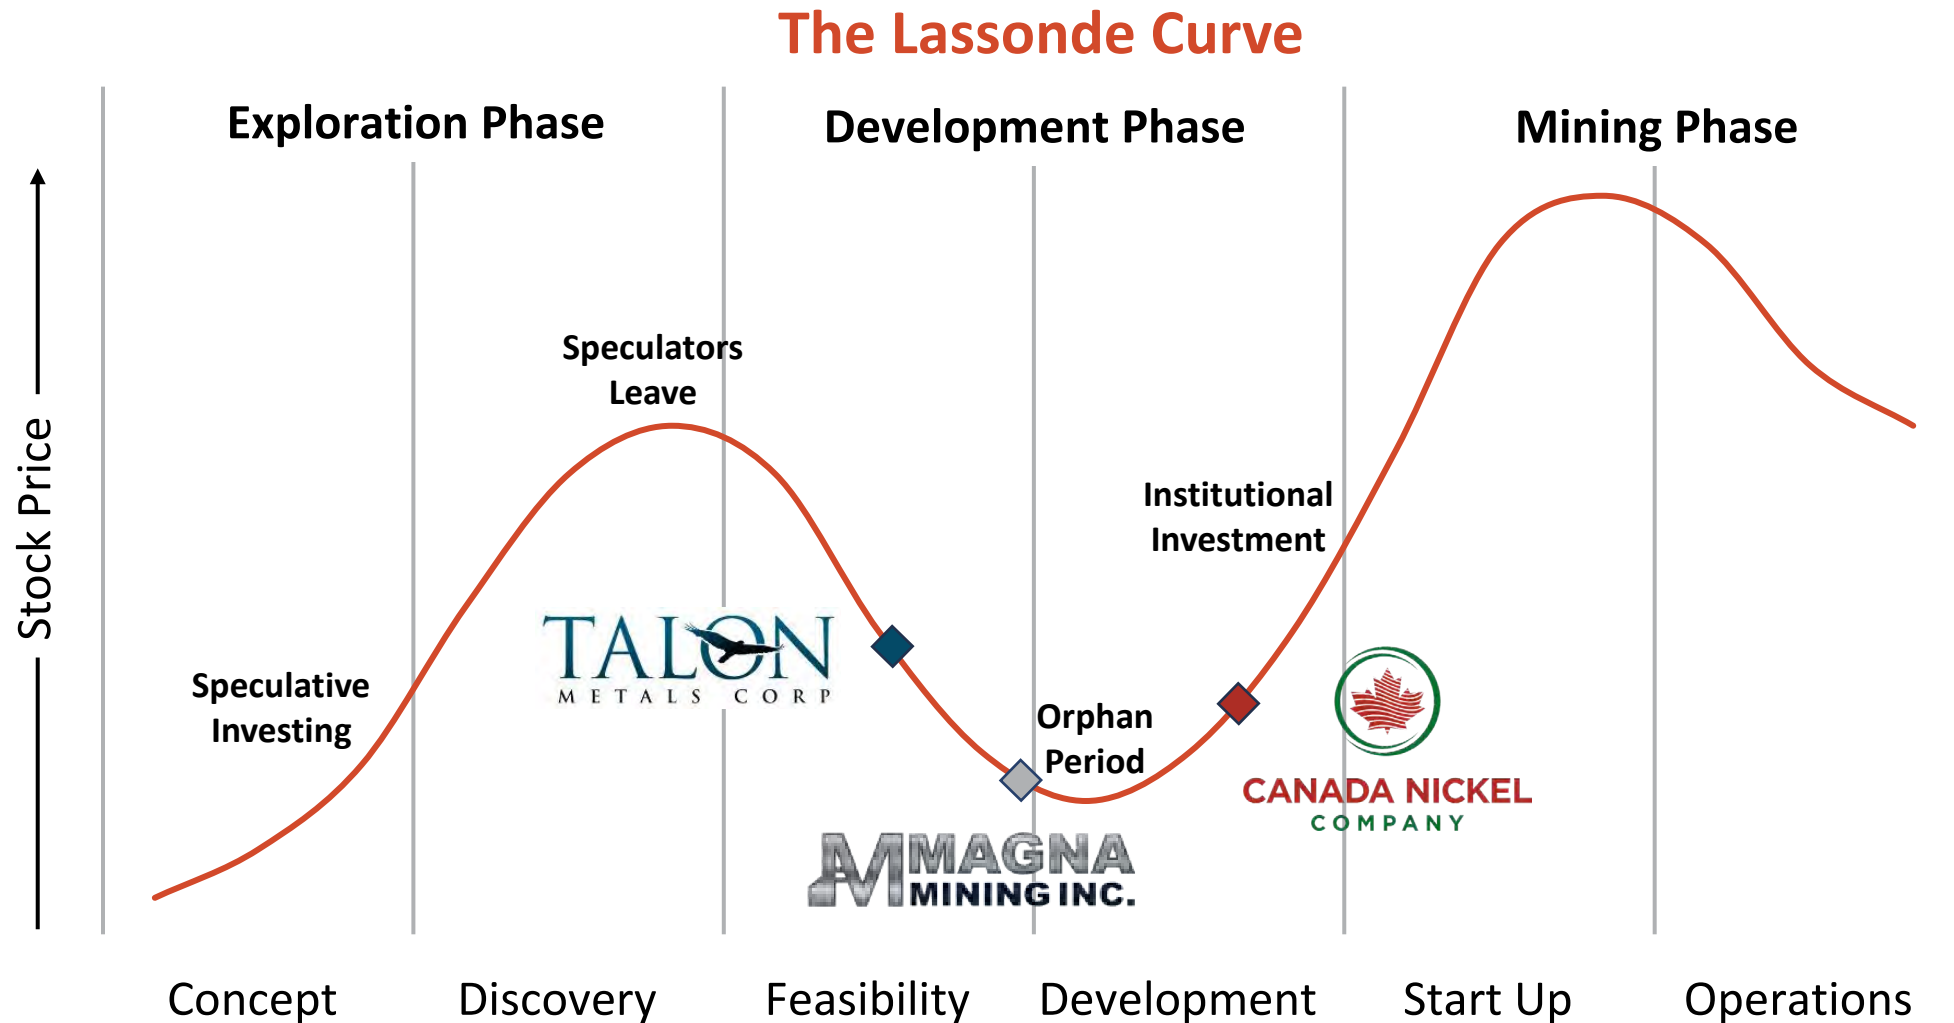 The Lassonde Curve
Exploration Phase
Development Phase
Mining Phase
Stock Price
Speculative
Investing
Speculators
Leave
TALON
METALS CORP
Orphan
Period
MAGNA
MINING INC.
Institutional
Investment
CANADA NICKEL
COMPANY
Concept
Discovery
Feasibility
Development
Start Up
Operations